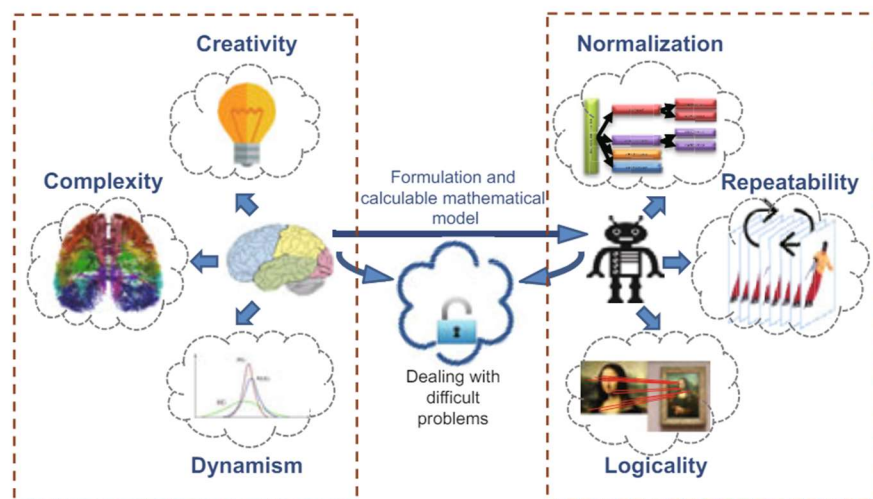 Creativity
Normalization
Complexity
Formulation and
calculable mathematical
model
Repeatability
Dealing with
difficult
problems
Dynamism
Logicality